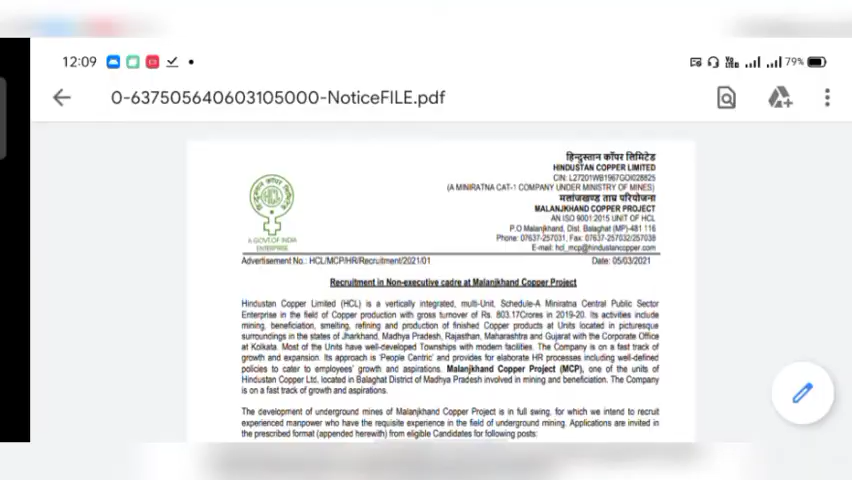 12:09
79%
0-637505640603105000-NoticeFILE.pdf
हिन्दुस्तान कॉपर लिमिटेड
HINDUSTAN COPPER LIMITED
CIN: L27201WB1967GOI028825
(A MINIRATNA CAT-1 COMPANY UNDER MINISTRY OF MINES)
मलांजखण्ड ताम्र परियोजना
MALANJKHAND COPPER PROJECT
AN ISO 9001:2015 UNIT OF HCL
P.O Malanjkhand, Dist. Balaghat (MP)-481 116
Phone: 07637-257031, Fax: 07637-257032/257038
E-mail: hcl_mcp@hindustancopper.com
HCL
A GOVT.OF INDIA
ENTERPRISE
Advertisement No.: HCL/MCP/HR/Recruitment/2021/01 Date: 05/03/2021
Recruitment in Non-executive cadre at Malanjkhand Copper Project
Hindustan Copper Limited (HCL) is a vertically integrated, multi-Unit, Schedule-A Miniratna Central Public Sector
Enterprise in the field of Copper production with gross turnover of Rs. 803.17Crores in 2019-20. Its activities include
mining, beneficiation, smelting, refining and production of finished Copper products at Units located in picturesque
surroundings in the states of Jharkhand, Madhya Pradesh, Rajasthan, Maharashtra and Gujarat with the Corporate Office
at Kolkata. Most of the Units have well-developed Townships with modern facilities. The Company is on a fast track of
growth and expansion. Its approach is 'People Centric' and provides for elaborate HR processes including well-defined
policies to cater to employees' growth and aspirations. Malanjkhand Copper Project (MCP), one of the units of
Hindustan Copper Ltd, located in Balaghat District of Madhya Pradesh involved in mining and beneficiation. The Company
is on a fast track of growth and aspirations.
The development of underground mines of Malanjkhand Copper Project is in full swing, for which we intend to recruit
experienced manpower who have the requisite experience in the field of underground mining. Applications are invited in
the prescribed format (appended herewith) from eligible Candidates for following posts: